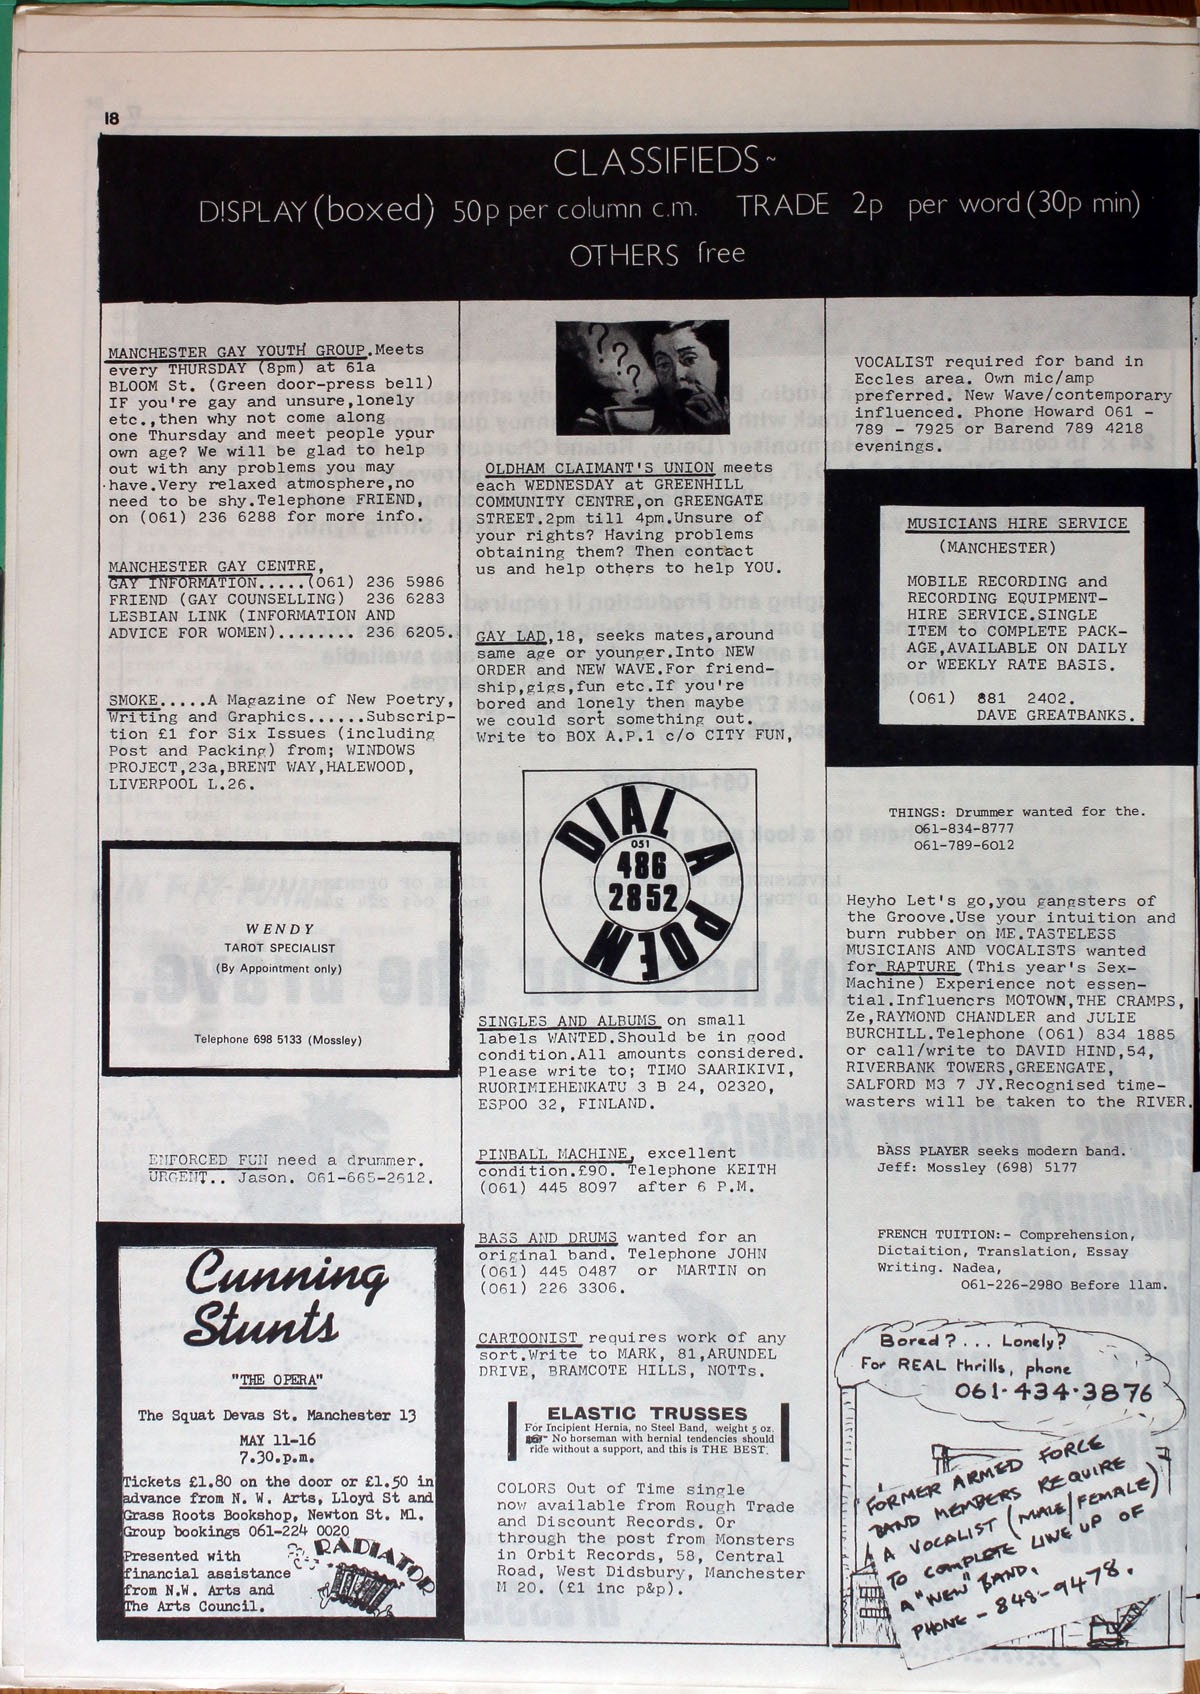 18
CLASSIFIEDS~
DISPLAY (boxed) 50p per column c.m. TRADE 2p per word (30p min)
OTHERS free
MANCHESTER GAY YOUTH GROUP.Meets
every THURSDAY (8pm) at 61a
BLOOM St. (Green door-press bell)
IF you're gay and unsure,lonely
etc.,then why not come along
one Thursday and meet people your
own age? We will be glad to help
out with any problems you may
have.Very relaxed atmosphere,no
need to be shy.Telephone FRIEND,
on (061) 236 6288 for more info.
MANCHESTER GAY CENTRE,
GAY INFORMATION.....(061) 236 5986
FRIEND (GAY COUNSELLING) 236 6283
LESBIAN LINK (INFORMATION AND
ADVICE FOR WOMEN)........ 236 6205.
SMOKE.....A Magazine of New Poetry,
Writing and Graphics......Subscrip-
tion £1 for Six Issues (including
Post and Packing) from; WINDOWS
PROJECT,23a,BRENT WAY,HALEWOOD,
LIVERPOOL L.26.
WENDY
TAROT SPECIALIST
(By Appointment only)
Telephone 698 5133 (Mossley)
ENFORCED FUN need a drummer.
URGENT.. Jason. 061-665-2612.
Cunning
Stunts
"THE OPERA"
The Squat Devas St. Manchester 13
MAY 11-16
7.30.p.m.
Tickets £1.80 on the door or £1.50 in
advance from N. W. Arts, Lloyd St and
Grass Roots Bookshop, Newton St. M1.
Group bookings 061-224 0020
Presented with
financial assistance
from N.W. Arts and
The Arts Council.
RADIATOR
? ? ?
OLDHAM CLAIMANT'S UNION meets
each WEDNESDAY at GREENHILL
COMMUNITY CENTRE,on GREENGATE
STREET.2pm till 4pm.Unsure of
your rights? Having problems
obtaining them? Then contact
us and help others to help YOU.
GAY LAD,18, seeks mates,around
same age or younger.Into NEW
ORDER and NEW WAVE.For friend-
ship,gigs,fun etc.If you're
bored and lonely then maybe
we could sort something out.
Write to BOX A.P.1 c/o CITY FUN,
DIAL A POEM
051
486
2852
SINGLES AND ALBUMS on small
labels WANTED.Should be in good
condition.All amounts considered.
Please write to; TIMO SAARIKIVI,
RUORIMIEHENKATU 3 B 24, 02320,
ESPOO 32, FINLAND.
PINBALL MACHINE, excellent
condition.£90. Telephone KEITH
(061) 445 8097 after 6 P.M.
BASS AND DRUMS wanted for an
original band. Telephone JOHN
(061) 445 0487 or MARTIN on
(061) 226 3306.
CARTOONIST requires work of any
sort.Write to MARK, 81,ARUNDEL
DRIVE, BRAMCOTE HILLS, NOTTs.
ELASTIC TRUSSES
For Incipient Hernia, no Steel Band, weight 5 oz.
No horseman with hernial tendencies should
ride without a support, and this is THE BEST.
COLORS Out of Time single
now available from Rough Trade
and Discount Records. Or
through the post from Monsters
in Orbit Records, 58, Central
Road, West Didsbury, Manchester
M 20. (£1 inc p&p).
VOCALIST required for band in
Eccles area. Own mic/amp
preferred. New Wave/contemporary
influenced. Phone Howard 061 -
789 - 7925 or Barend 789 4218
evenings.
MUSICIANS HIRE SERVICE
(MANCHESTER)
MOBILE RECORDING and
RECORDING EQUIPMENT-
HIRE SERVICE.SINGLE
ITEM to COMPLETE PACK-
AGE,AVAILABLE ON DAILY
or WEEKLY RATE BASIS.
(061) 881 2402.
DAVE GREATBANKS.
THINGS: Drummer wanted for the.
061-834-8777
061-789-6012
Heyho Let's go,you gangsters of
the Groove.Use your intuition and
burn rubber on ME.TASTELESS
MUSICIANS AND VOCALISTS wanted
for RAPTURE (This year's Sex-
Machine) Experience not essen-
tial.Influencrs MOTOWN,THE CRAMPS,
Ze,RAYMOND CHANDLER and JULIE
BURCHILL.Telephone (061) 834 1885
or call/write to DAVID HIND,54,
RIVERBANK TOWERS,GREENGATE,
SALFORD M3 7 JY.Recognised time-
wasters will be taken to the RIVER.
BASS PLAYER seeks modern band.
Jeff: Mossley (698) 5177
FRENCH TUITION:- Comprehension,
Dictaition, Translation, Essay
Writing. Nadea,
061-226-2980 Before 11am.
Bored?... Lonely?
For REAL thrills, phone
061-434-3876
FORMER ARMED FORCE
BAND MEMBERS REQUIRE
A VOCALIST (MALE/FEMALE)
TO COMPLETE LINE UP OF
A "NEW" BAND.
PHONE - 848-9478.